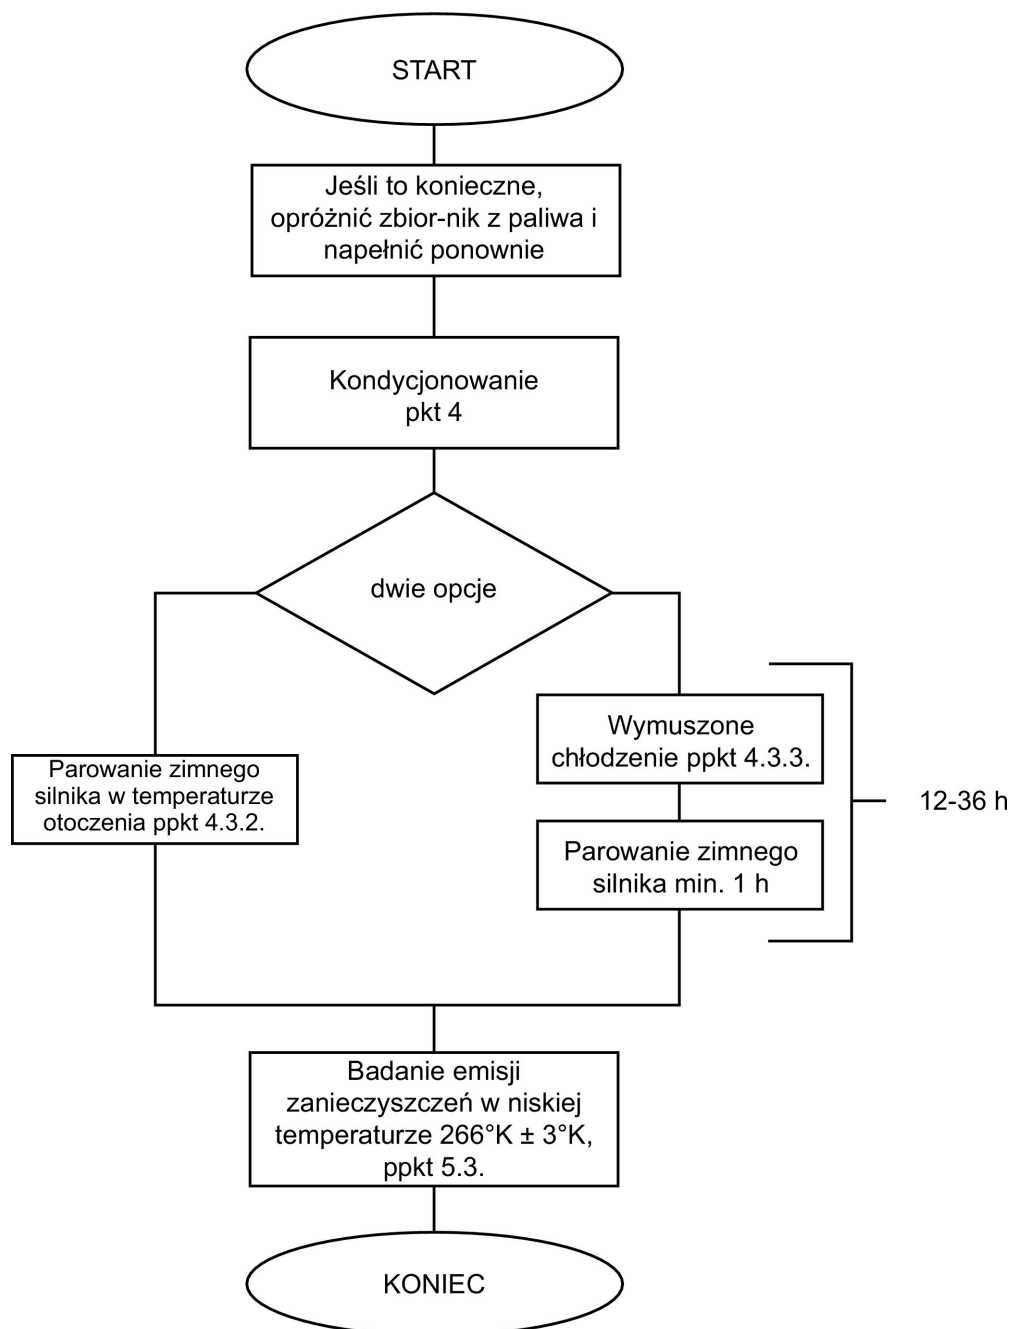 START
Jeśli to konieczne,
opróżnić zbior-nik z paliwa i
napełnić ponownie
Kondycjonowanie
pkt 4
dwie opcje
Parowanie zimnego
silnika w temperaturze
otoczenia ppkt 4.3.2.
Wymuszone
chłodzenie ppkt 4.3.3.
Parowanie zimnego
silnika min. 1 h
12-36 h
Badanie emisji
zanieczyszczeń w niskiej
temperaturze 266°K ± 3°K,
ppkt 5.3.
KONIEC